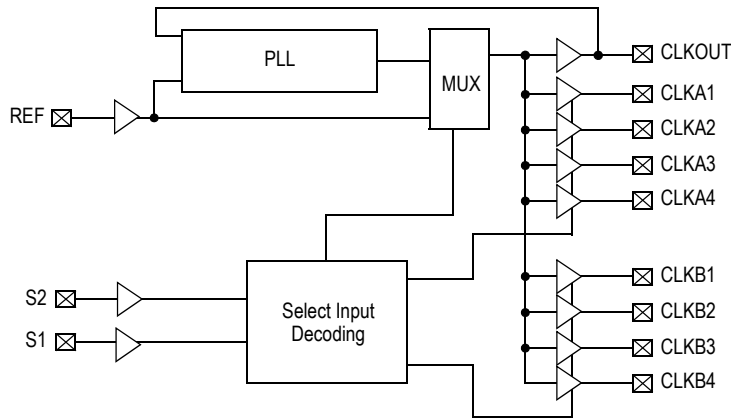 PLL
MUX
CLKOUT
CLKA1
REF
CLKA2
CLKA3
CLKA4
S2
S1
Select Input
Decoding
CLKB1
CLKB2
CLKB3
CLKB4